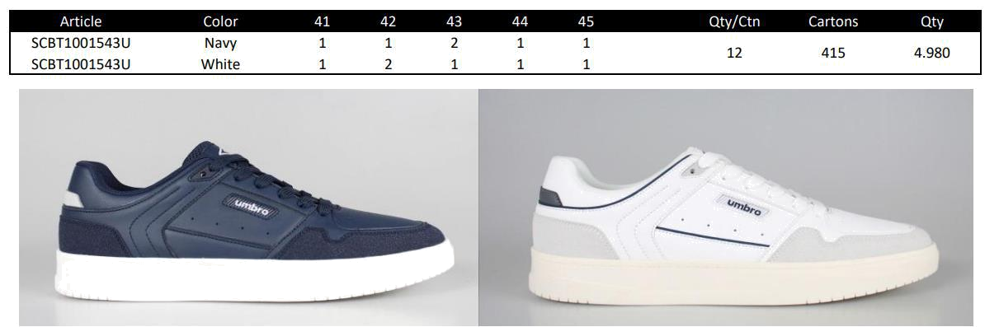 Article Color 41 42 43 44 45 Qty/Ctn Cartons Qty
SCBT1001543U Navy 1 1 2 1 1
12 415 4.980
SCBT1001543U White 1 2 1 1 1
umbro
umbro